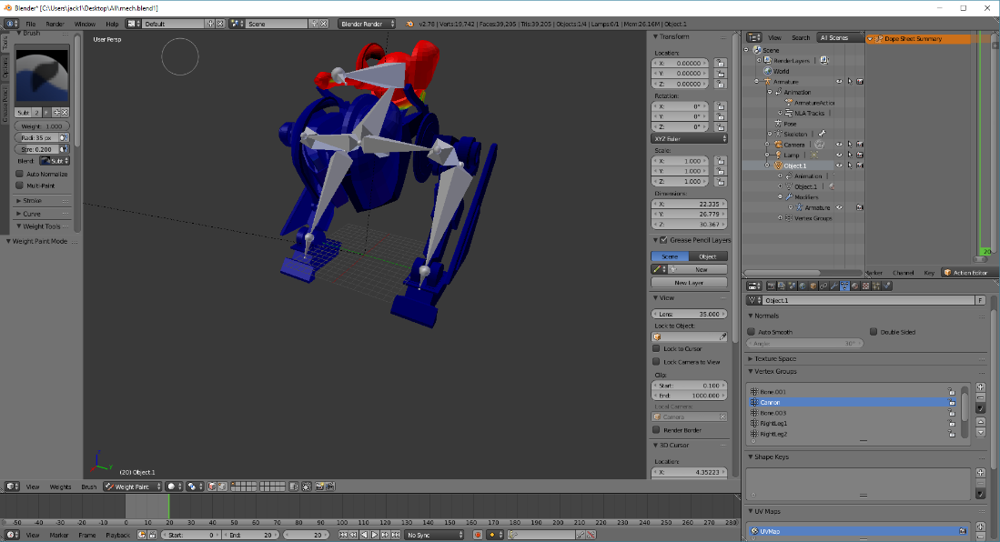 Blender* [C:\Users\jack1\Desktop\All\mech.blend1]
File Render Window Help Default Scene Blender Render v2.78 | Verts:19,742 | Faces:39,205 | Tris:39,205 | Objects:1/4 | Lamps:0/1 | Mem:26.16M | Object.1
Tools
Options
Grease Pencil
Brush
Subt 2
Weight: 1.000
Radi: 35 px
Stre: 0.200
Blend: Subt
Auto Normalize
Multi-Paint
Stroke
Curve
Weight Tools
Weight Paint Mode
User Persp
(20) Object.1
Transform
Location:
X: 0.00000
Y: 0.00000
Z: 0.00000
Rotation:
X: 0°
Y: 0°
Z: 0°
XYZ Euler
Scale:
X: 1.000
Y: 1.000
Z: 1.000
Dimensions:
X: 22.335
Y: 26.779
Z: 30.367
Grease Pencil Layers
Scene Object
New
New Layer
View
Lens: 35.000
Lock to Object:
Lock to Cursor
Lock Camera to View
Clip:
Start: 0.100
End: 1000.000
Local Camera:
Camera
Render Border
3D Cursor
Location:
X: 4.35223
View Search All Scenes
Scene
RenderLayers
World
Armature
Animation
ArmatureActio
NLA Tracks
Pose
Skeleton
Camera
Lamp
Object.1
Animation
Object.1
Modifiers
Armature
Vertex Groups
Dope Sheet Summary
20
arker Channel Key Action Editor
Object.1 F
Normals
Auto Smooth Double Sided
Angle: 30°
Texture Space
Vertex Groups
Bone.001
Cannon
Bone.003
RightLeg1
RightLeg2
Shape Keys
UV Maps
UVMap
View Weights Brush Weight Paint
-50 -40 -30 -20 -10 0 10 20 30 40 50 60 70 80 90 100 110 120 130 140 150 160 170 180 190 200 210 220 230 240 250 260 270 280
View Marker Frame Playback Start: 0 End: 20 20 No Sync